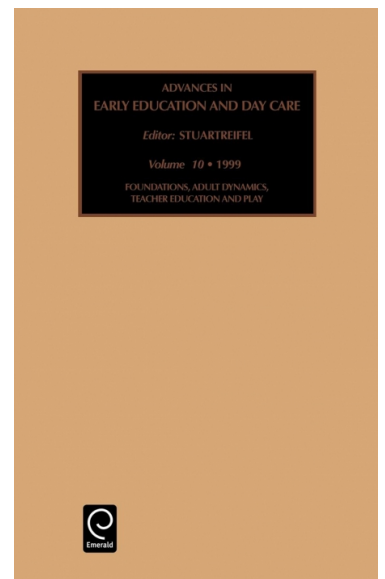 ADVANCES IN
EARLY EDUCATION AND DAY CARE
Editor: STUARTREIFEL
Volume 10 • 1999
FOUNDATIONS, ADULT DYNAMICS,
TEACHER EDUCATION AND PLAY
Emerald